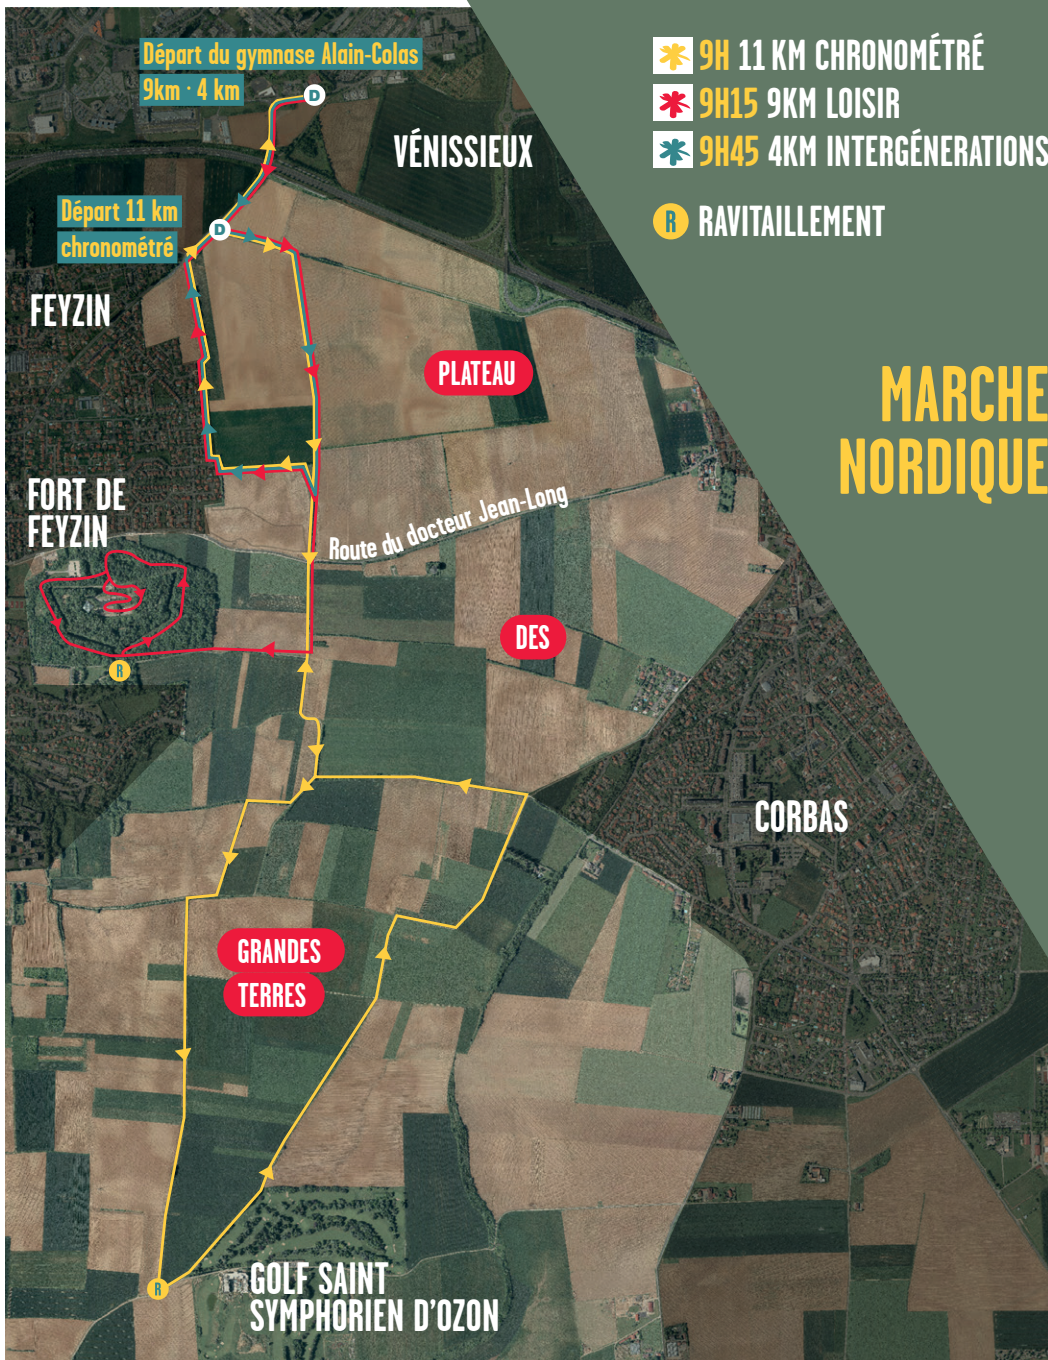 Départ du gymnase Alain-Colas
9km · 4 km
D
9H 11 KM CHRONOMÉTRÉ
9H15 9KM LOISIR
9H45 4KM INTERGÉNERATIONS
R RAVITAILLEMENT
VÉNISSIEUX
Départ 11 km
chronométré
D
FEYZIN
PLATEAU
MARCHE
NORDIQUE
FORT DE
FEYZIN
Route du docteur Jean-Long
DES
R
CORBAS
GRANDES
TERRES
R
GOLF SAINT
SYMPHORIEN D'OZON